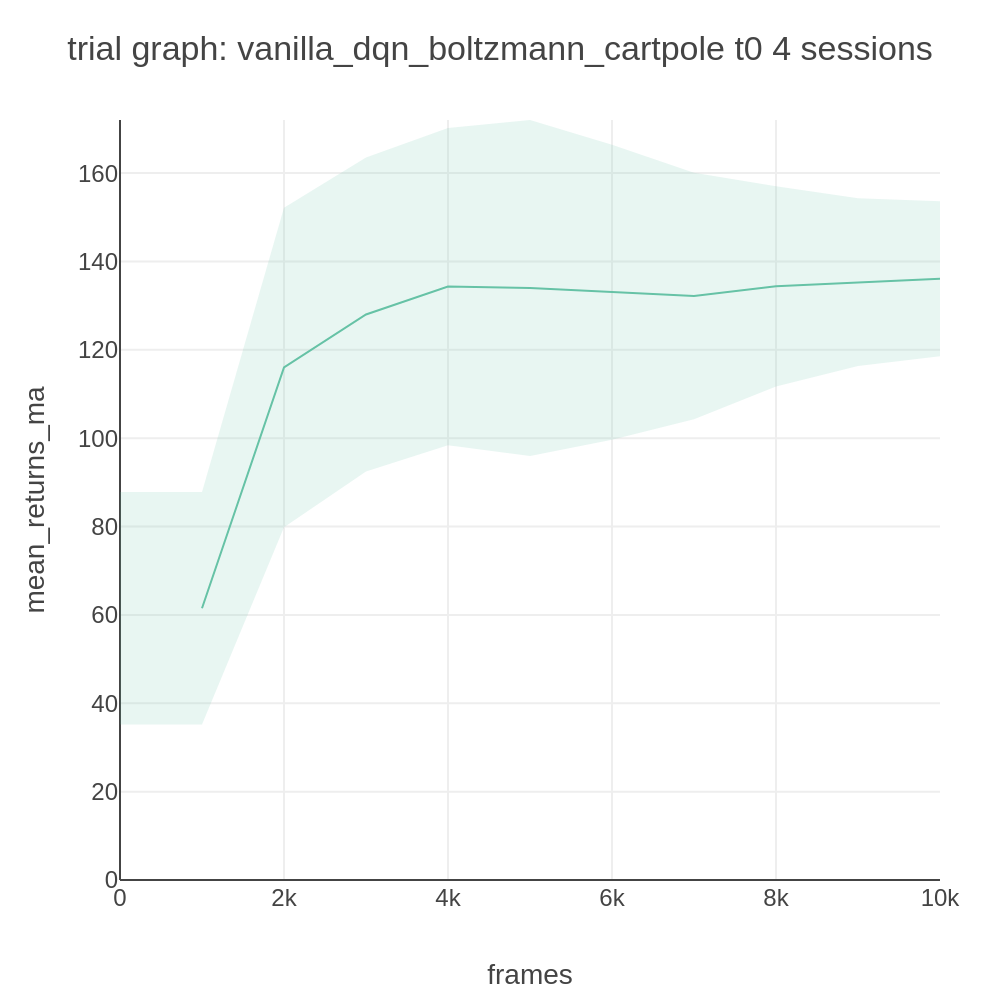 trial graph: vanilla_dqn_boltzmann_cartpole t0 4 sessions
mean_returns_ma
160
140
120
100
80
60
40
20
0
0 2k 4k 6k 8k 10k
frames